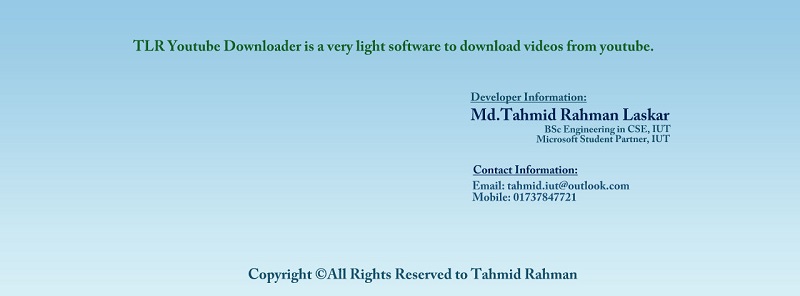 TLR Youtube Downloader is a very light software to download videos from youtube.
Developer Information:
Md.Tahmid Rahman Laskar
BSc Engineering in CSE, IUT
Microsoft Student Partner, IUT
Contact Information:
Email: tahmid.iut@outlook.com
Mobile: 01737847721
Copyright ©All Rights Reserved to Tahmid Rahman